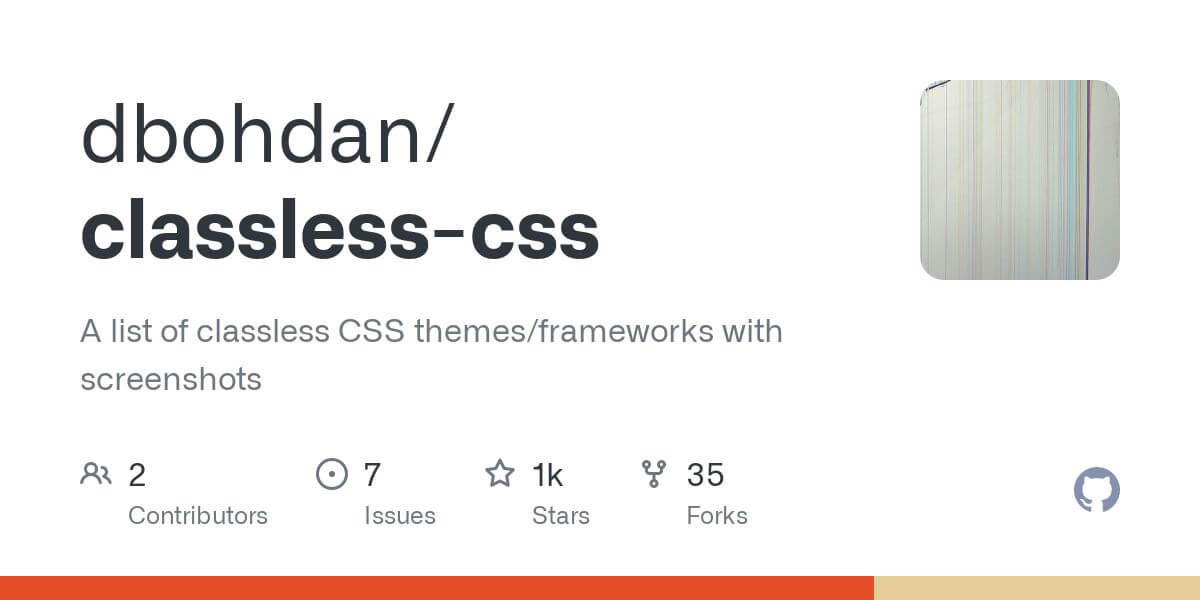 dbohdan/
classless-css
A list of classless CSS themes/frameworks with
screenshots
2
Contributors
7
Issues
1k
Stars
35
Forks